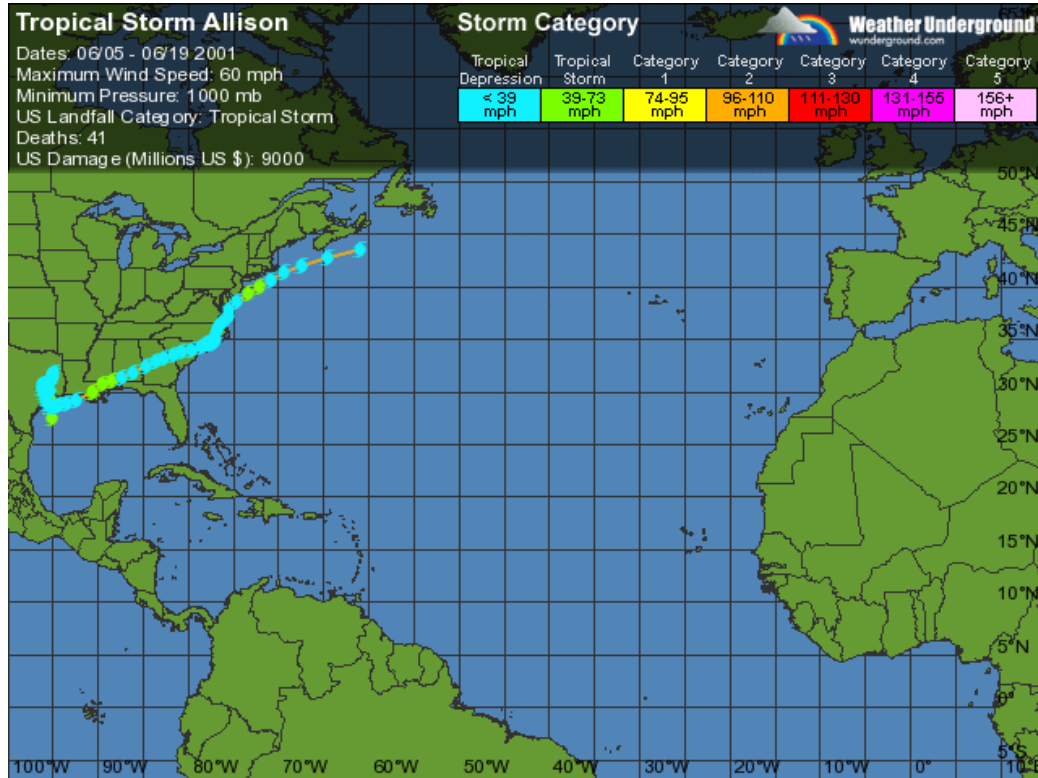 Tropical Storm Allison
Dates: 06/05 - 06/19 2001
Maximum Wind Speed: 60 mph
Minimum Pressure: 1000 mb
US Landfall Category: Tropical Storm
Deaths: 41
US Damage (Millions US $): 9000
Storm Category
Weather Underground
wunderground.com
Tropical Depression Tropical Storm Category 1 Category 2 Category 3 Category 4 Category 5
< 39 mph 39-73 mph 74-95 mph 96-110 mph 111-130 mph 131-155 mph 156+ mph
50°N
45°N
40°N
35°N
30°N
25°N
20°N
15°N
10°N
5°N
0°
5°S
100°W 90°W 80°W 70°W 60°W 50°W 40°W 30°W 20°W 10°W 0° 10°E